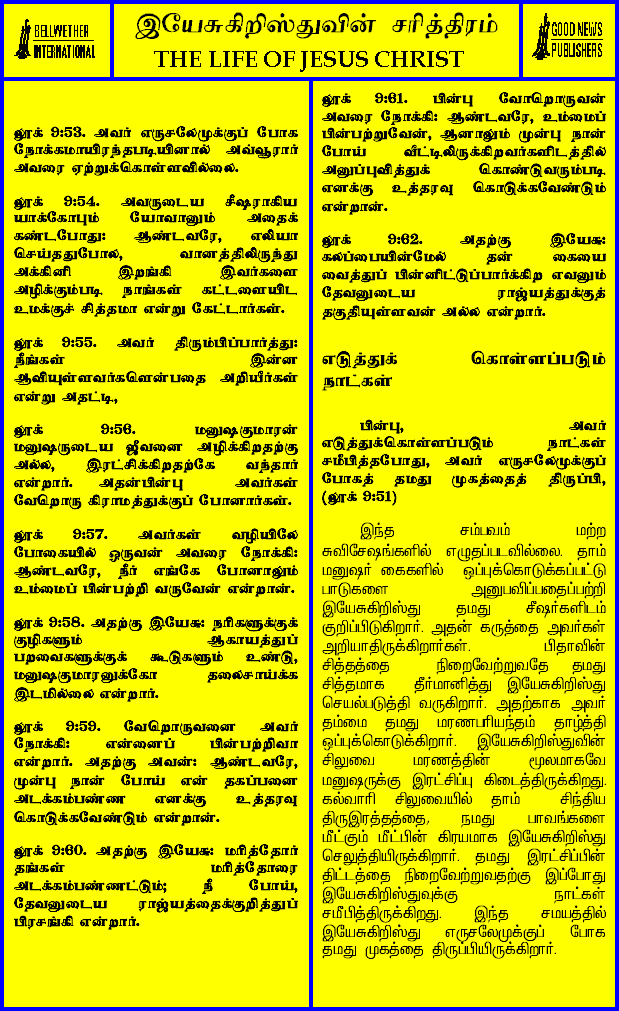 BELLWETHER
INTERNATIONAL
இயேசுகிறிஸ்துவின் சரித்திரம்
THE LIFE OF JESUS CHRIST
GOOD NEWS
PUBLISHERS
லூக் 9:53. அவர் எருசலேமுக்குப் போக
நோக்கமாயிரந்தபடியினால் அவ்வூரார்
அவரை ஏற்றுக்கொள்ளவில்லை.
லூக் 9:54. அவருடைய சீஷராகிய
யாக்கோபும் யோவானும் அதைக்
கண்டபோது: ஆண்டவரே, எலியா
செய்ததுபோல, வானத்திலிருந்து
அக்கினி இறங்கி இவர்களை
அழிக்கும்படி நாங்கள் கட்டளையிட
உமக்குச் சித்தமா என்று கேட்டார்கள்.
லூக் 9:55. அவர் திரும்பிப்பார்த்து:
நீங்கள் இன்ன
ஆவியுள்ளவர்களென்பதை அறியீர்கள்
என்று அதட்டி,
லூக் 9:56. மனுஷகுமாரன்
மனுஷருடைய ஜீவனை அழிக்கிறதற்கு
அல்ல, இரட்சிக்கிறதற்கே வந்தார்
என்றார். அதன்பின்பு அவர்கள்
வேறொரு கிராமத்துக்குப் போனார்கள்.
லூக் 9:57. அவர்கள் வழியிலே
போகையில் ஒருவன் அவரை நோக்கி:
ஆண்டவரே, நீர் எங்கே போனாலும்
உம்மைப் பின்பற்றி வருவேன் என்றான்.
லூக் 9:58. அதற்கு இயேசு: நரிகளுக்குக்
குழிகளும் ஆகாயத்துப்
பறவைகளுக்குக் கூடுகளும் உண்டு,
மனுஷகுமாரனுக்கோ தலைசாய்க்க
இடமில்லை என்றார்.
லூக் 9:59. வேறொருவனை அவர்
நோக்கி: என்னைப் பின்பற்றிவா
என்றார். அதற்கு அவன்: ஆண்டவரே,
முன்பு நான் போய் என் தகப்பனை
அடக்கம்பண்ண எனக்கு உத்தரவு
கொடுக்கவேண்டும் என்றான்.
லூக் 9:60. அதற்கு இயேசு: மரித்தோர்
தங்கள் மரித்தோரை
அடக்கம்பண்ணட்டும்; நீ போய்,
தேவனுடைய ராஜ்யத்தைக்குறித்துப்
பிரசங்கி என்றார்.
லூக் 9:61. பின்பு வோறொருவன்
அவரை நோக்கி: ஆண்டவரே, உம்மைப்
பின்பற்றுவேன், ஆனாலும் முன்பு நான்
போய் வீட்டிலிருக்கிறவர்களிடத்தில்
அனுப்புவித்துக் கொண்டுவரும்படி
எனக்கு உத்தரவு கொடுக்கவேண்டும்
என்றான்.
லூக் 9:62. அதற்கு இயேசு:
கலப்பையின்மேல் தன் கையை
வைத்துப் பின்னிட்டுப்பார்க்கிற எவனும்
தேவனுடைய ராஜ்யத்துக்குத்
தகுதியுள்ளவன் அல்ல என்றார்.
எடுத்துக் கொள்ளப்படும்
நாட்கள்
பின்பு, அவர்
எடுத்துக்கொள்ளப்படும் நாட்கள்
சமீபித்தபோது, அவர் எருசலேமுக்குப்
போகத் தமது முகத்தைத் திருப்பி,
(லூக் 9:51)
இந்த சம்பவம் மற்ற
சுவிசேஷங்களில் எழுதப்படவில்லை. தாம்
மனுஷர் கைகளில் ஒப்புக்கொடுக்கப்பட்டு
பாடுகளை அனுபவிப்பதைப்பற்றி
இயேசுகிறிஸ்து தமது சீஷர்களிடம்
குறிப்பிடுகிறார். அதன் கருத்தை அவர்கள்
அறியாதிருக்கிறார்கள். பிதாவின்
சித்தத்தை நிறைவேற்றுவதே தமது
சித்தமாக தீர்மானித்து இயேசுகிறிஸ்து
செயல்படுத்தி வருகிறார். அதற்காக அவர்
தம்மை தமது மரணபரியந்தம் தாழ்த்தி
ஒப்புக்கொடுக்கிறார். இயேசுகிறிஸ்துவின்
சிலுவை மரணத்தின் மூலமாகவே
மனுஷருக்கு இரட்சிப்பு கிடைத்திருக்கிறது.
கல்வாரி சிலுவையில் தாம் சிந்திய
திருஇரத்தத்தை, நமது பாவங்களை
மீட்கும் மீட்பின் கிரயமாக இயேசுகிறிஸ்து
செலுத்தியிருக்கிறார். தமது இரட்சிப்பின்
திட்டத்தை நிறைவேற்றுவதற்கு இப்போது
இயேசுகிறிஸ்துவுக்கு நாட்கள்
சமீபித்திருக்கிறது. இந்த சமயத்தில்
இயேசுகிறிஸ்து எருசலேமுக்குப் போக
தமது முகத்தை திருப்பியிருக்கிறார்.